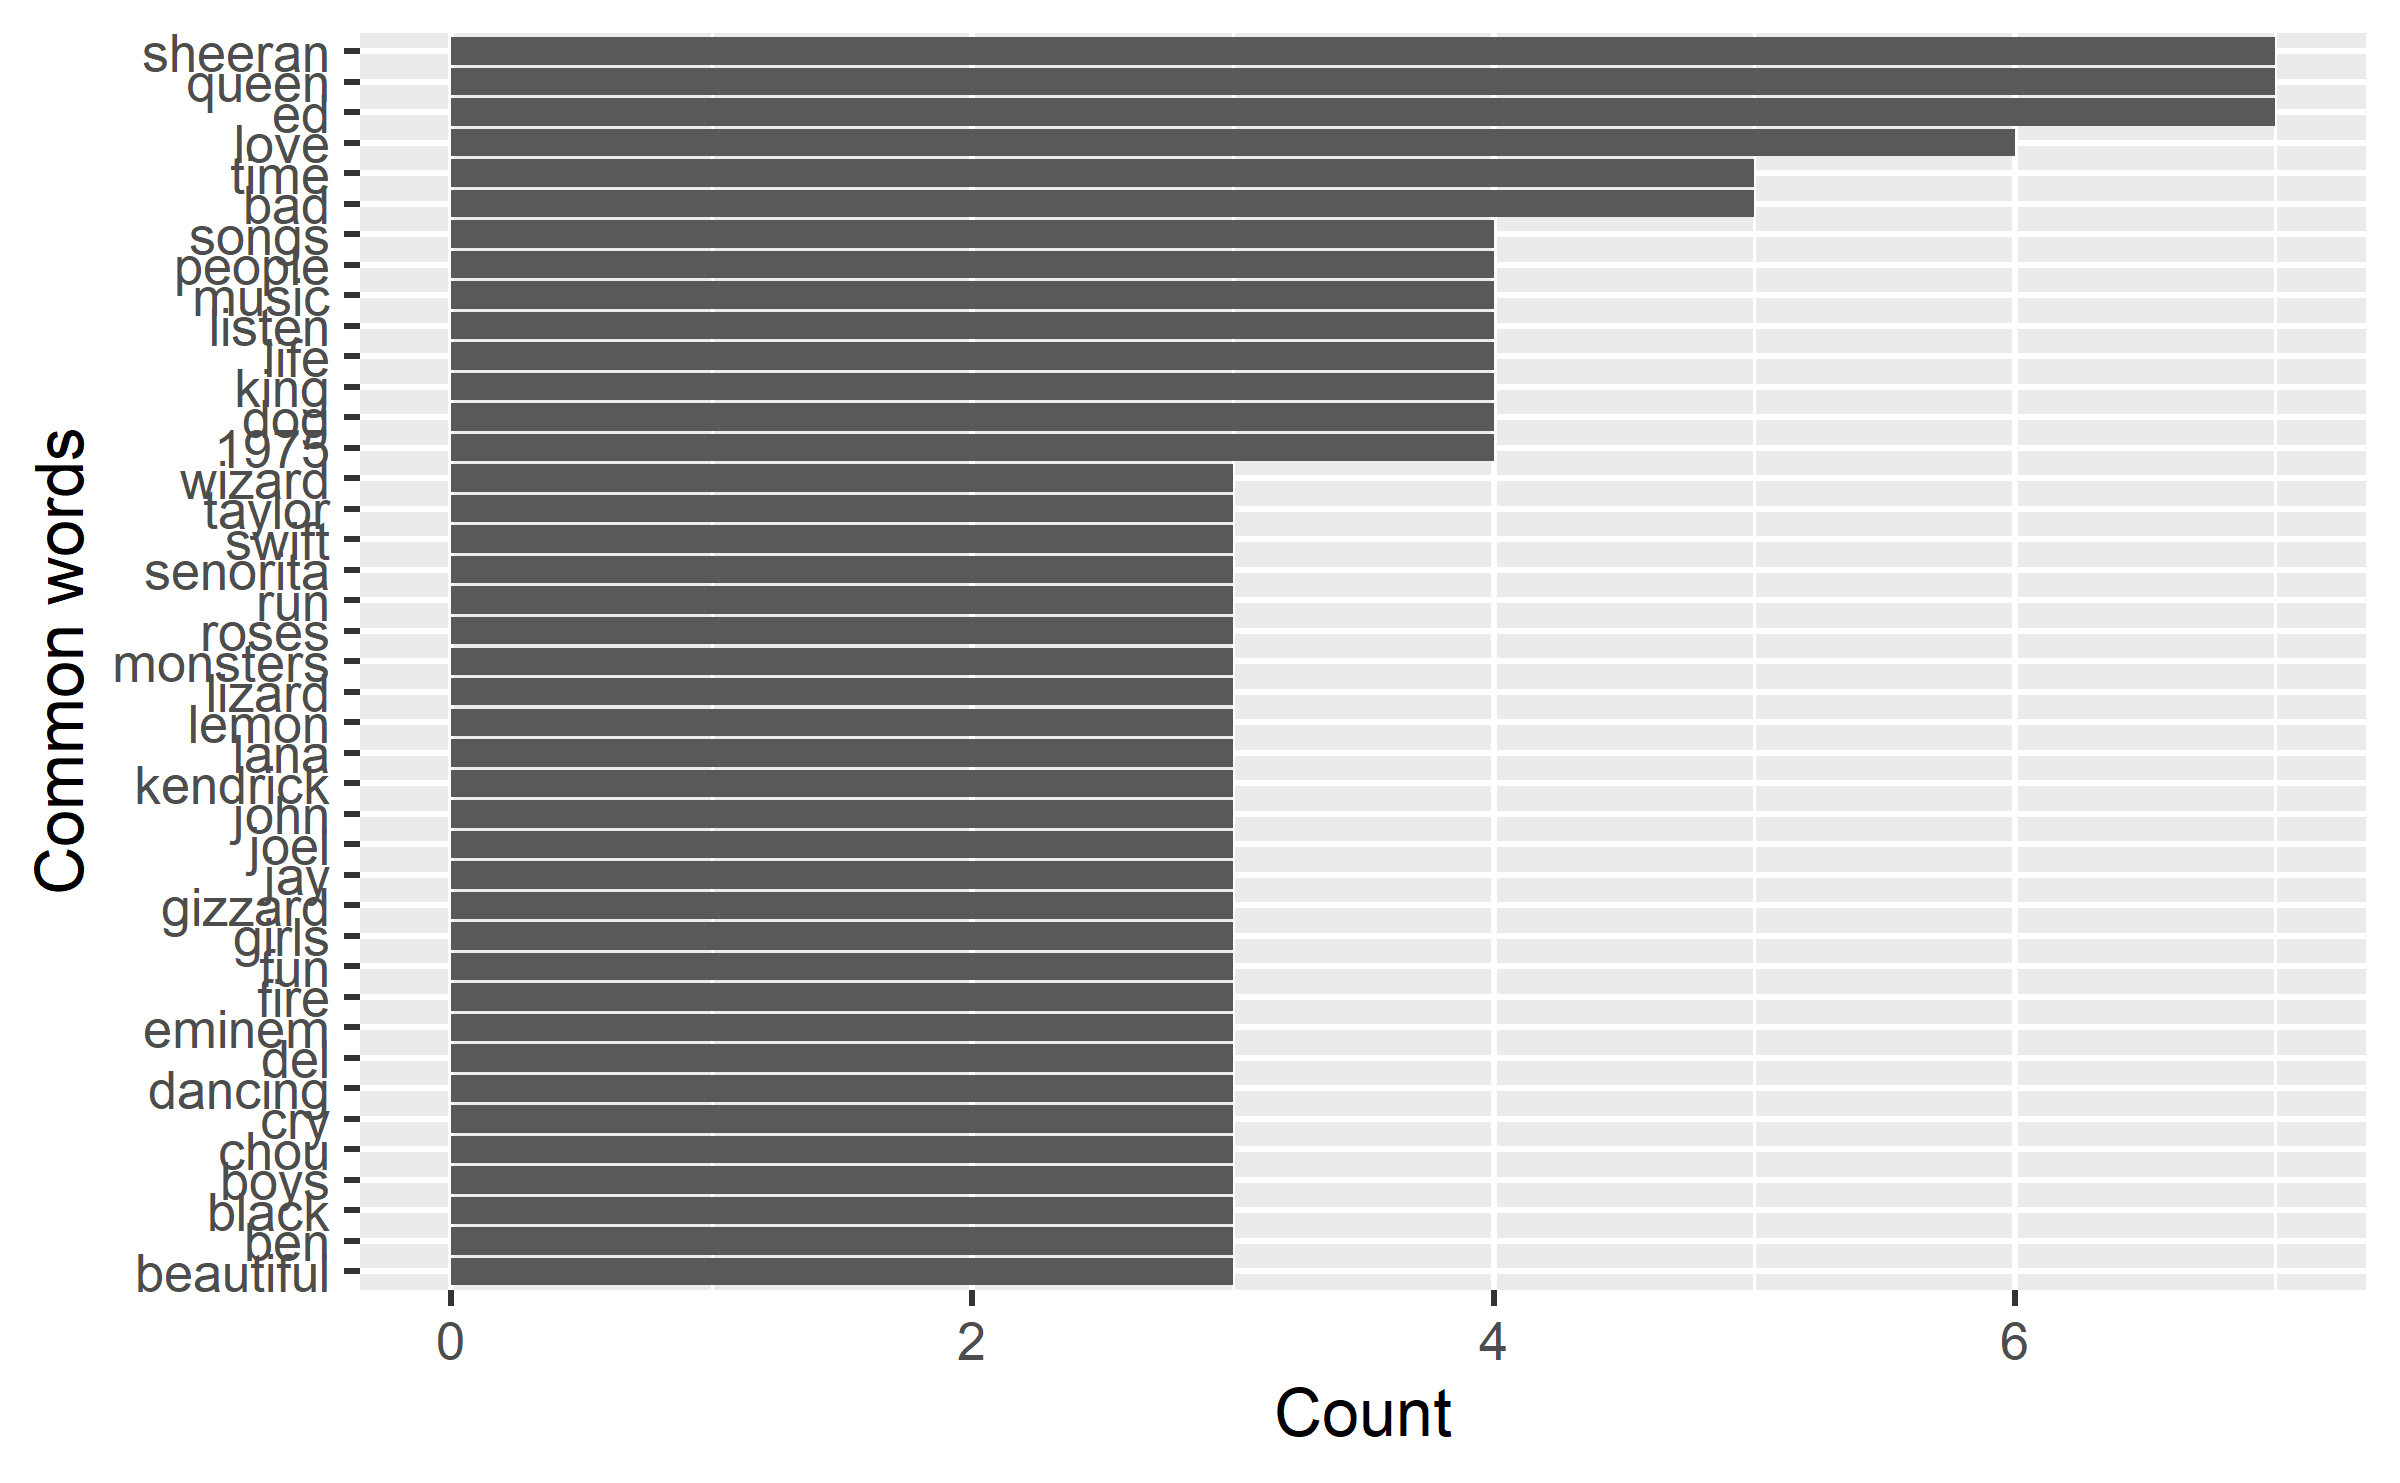 sheeran
queen
ed
love
time
bad
songs
people
music
listen
life
king
dog
1975
wizard
taylor
swift
senorita
run
roses
monsters
lizard
lemon
lana
kendrick
john
joel
jay
gizzard
girls
fun
fire
eminem
del
dancing
cry
chou
boys
black
ben
beautiful
Common words
0 2 4 6
Count